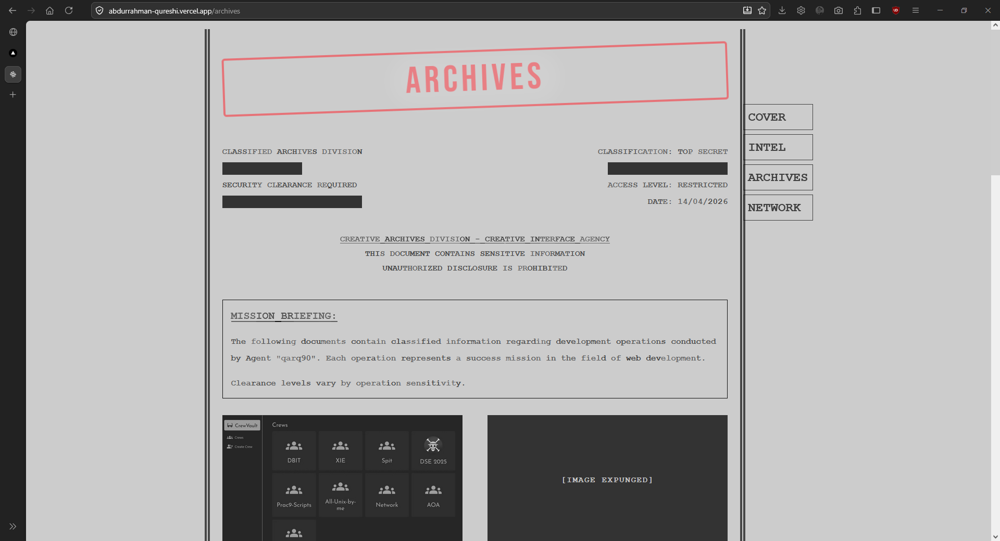 abdurrahman-qureshi.vercel.app/archives
ARCHIVES
COVER
INTEL
ARCHIVES
NETWORK
CLASSIFIED ARCHIVES DIVISION
SECURITY CLEARANCE REQUIRED
CLASSIFICATION: TOP SECRET
ACCESS LEVEL: RESTRICTED
DATE: 14/04/2026
CREATIVE ARCHIVES DIVISION - CREATIVE INTERFACE AGENCY
THIS DOCUMENT CONTAINS SENSITIVE INFORMATION
UNAUTHORIZED DISCLOSURE IS PROHIBITED
MISSION BRIEFING:
The following documents contain classified information regarding development operations conducted
by Agent "qarq90". Each operation represents a success mission in the field of web development.
Clearance levels vary by operation sensitivity.
CrewVault
Crews
Create Crew
Crews
DBIT
XIE
Spit
DSE 2025
Prac9-Scripts
All-Unix-by-
me
Network
AOA
[IMAGE EXPUNGED]